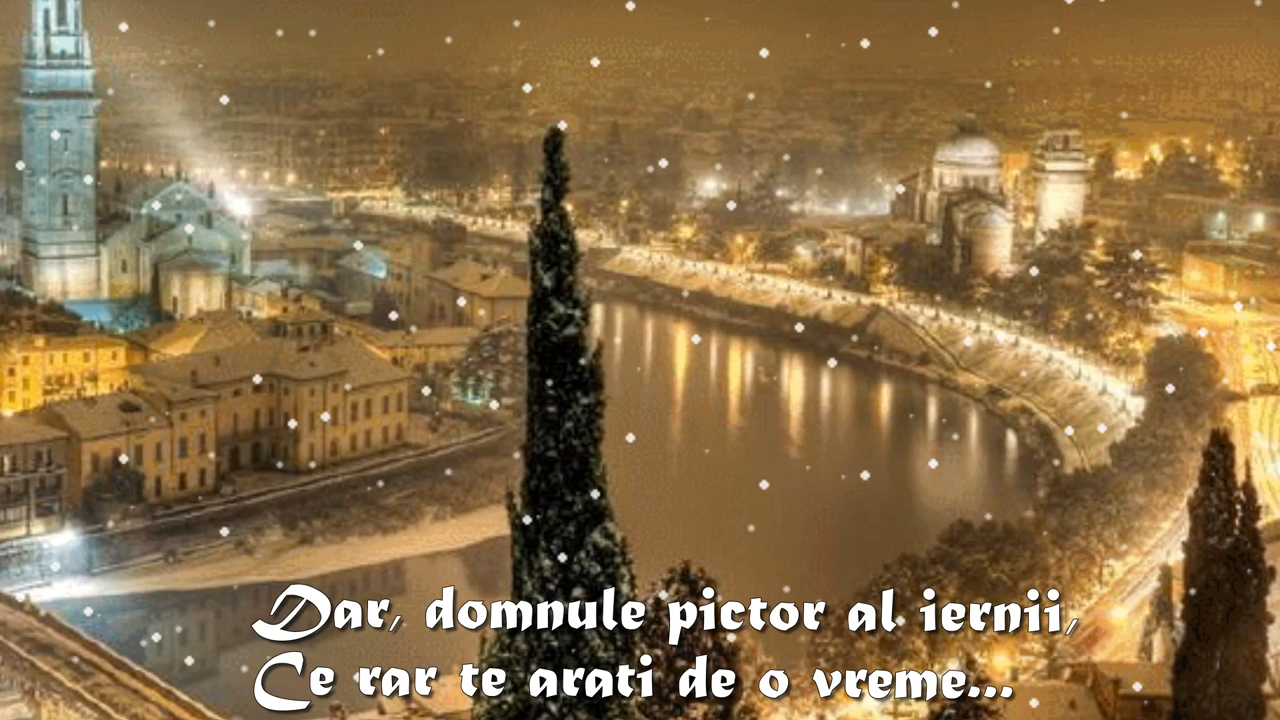 Dar, domnule pictor al iernii,
Ce rar te arati de o vreme...